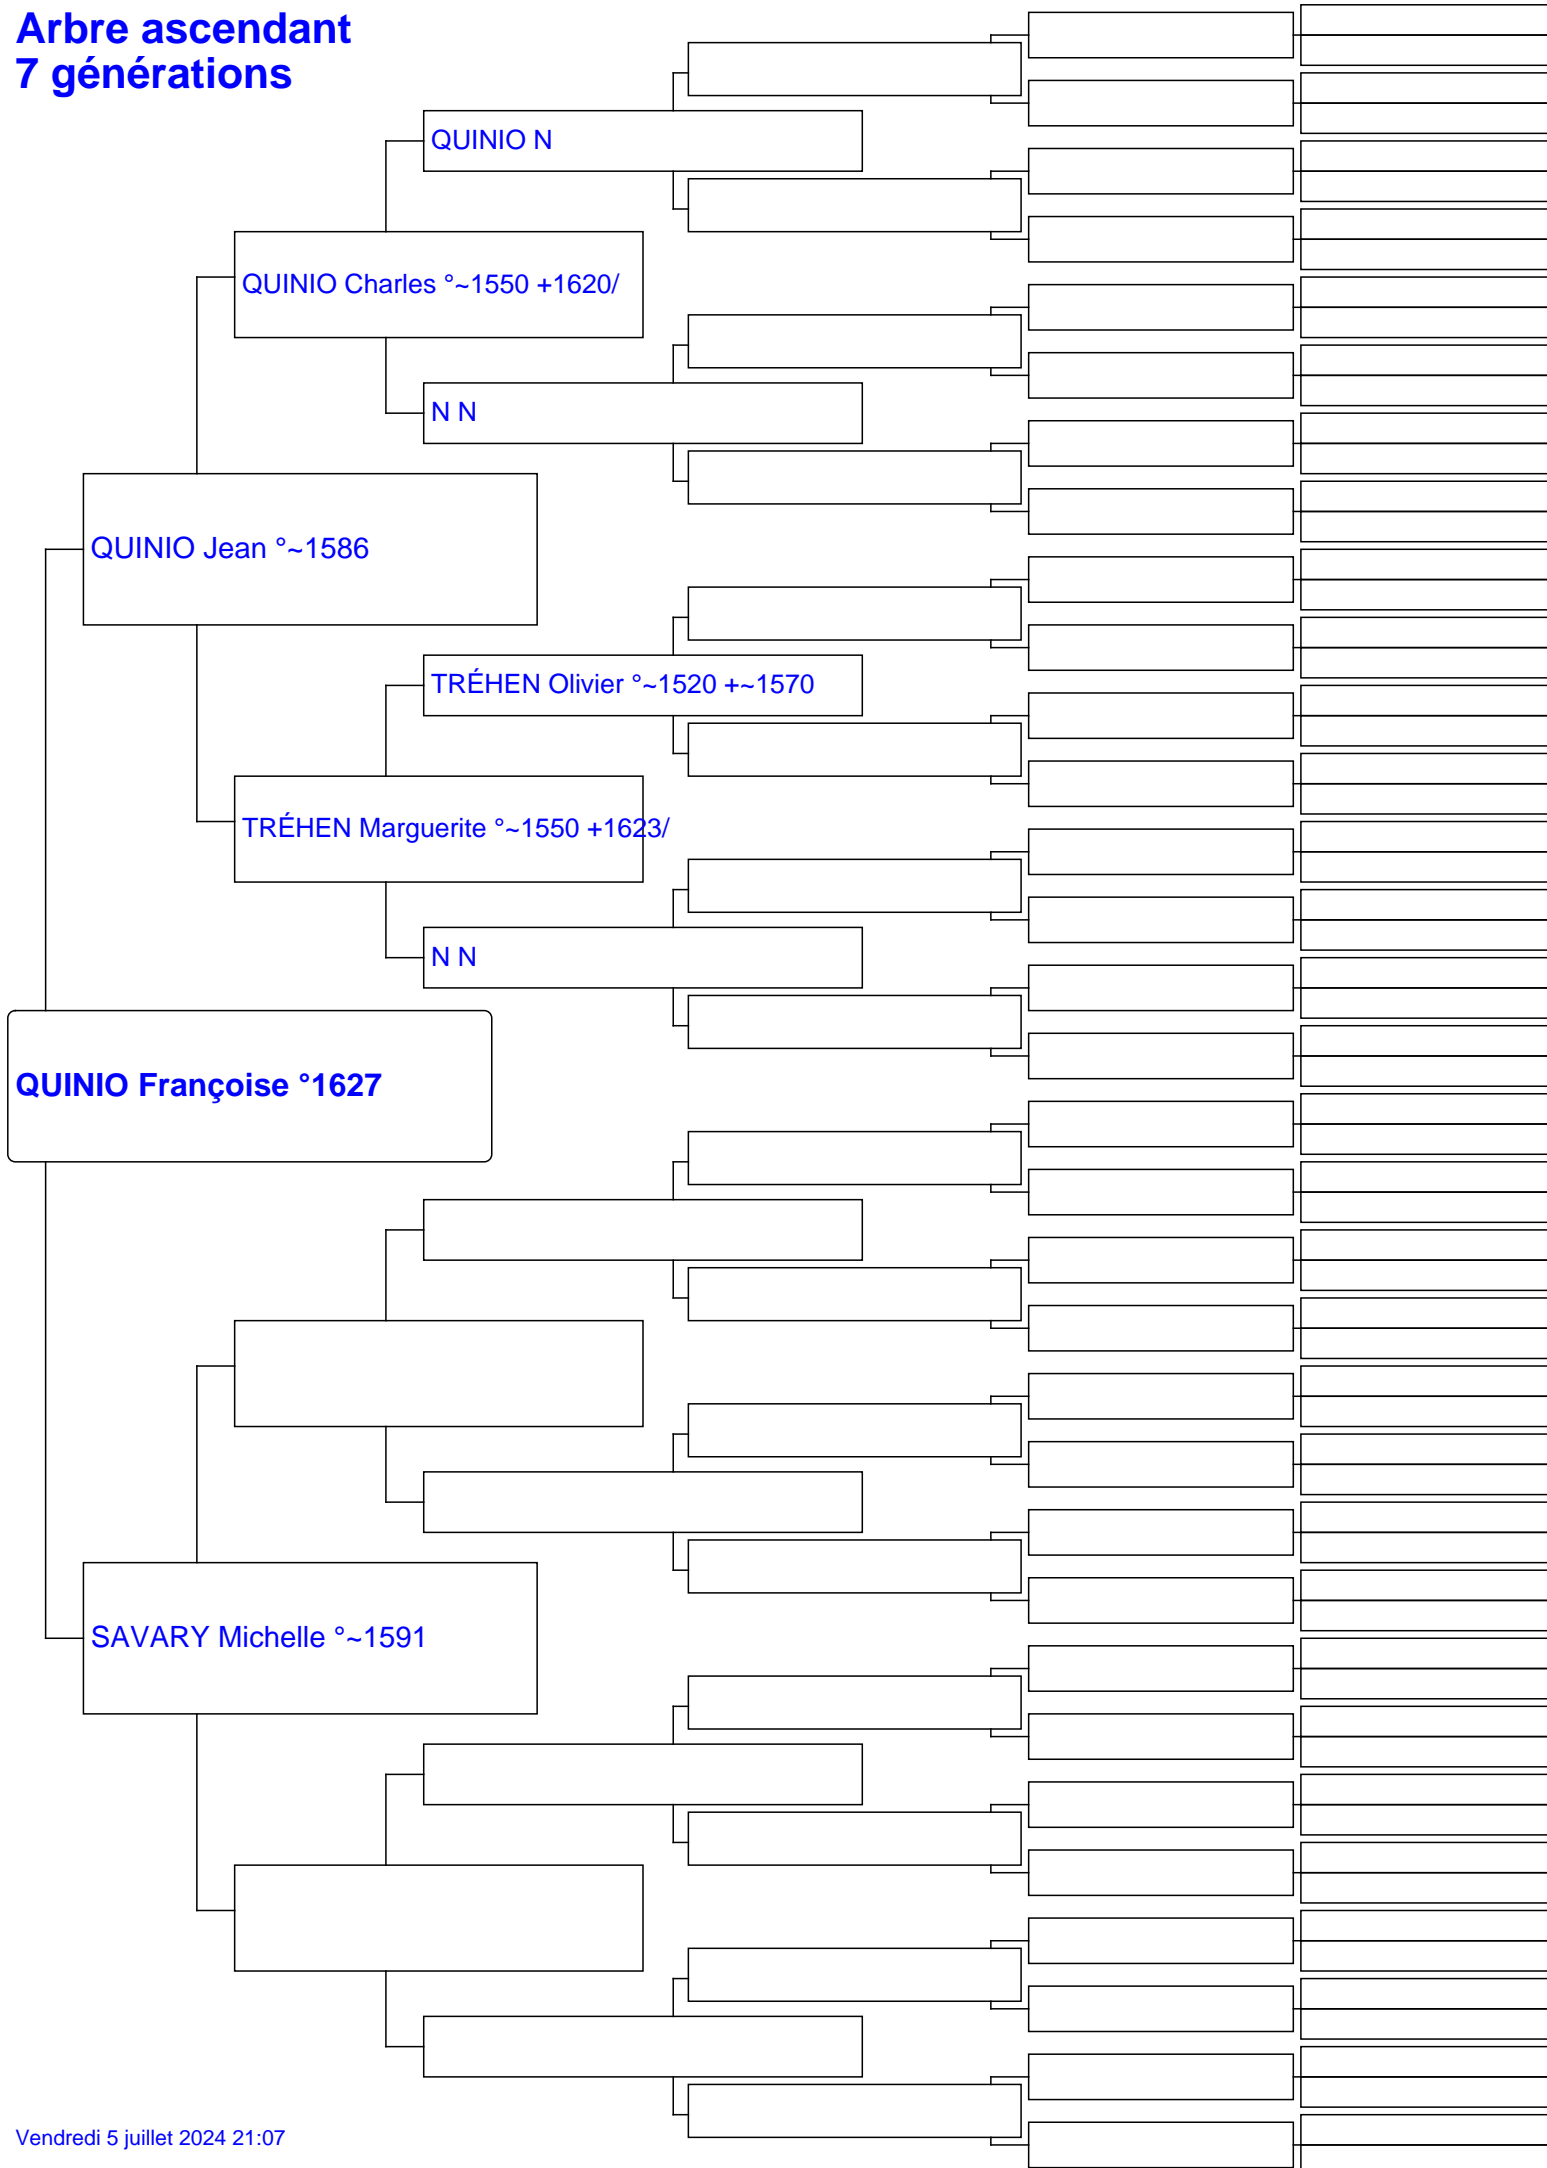 Arbre ascendant
7 générations
QUINIO N
QUINIO Charles °~1550 +1620/
N N
QUINIO Jean °~1586
TRÉHEN Olivier °~1520 +~1570
TRÉHEN Marguerite °~1550 +1623/
N N
QUINIO Françoise °1627
SAVARY Michelle °~1591
Vendredi 5 juillet 2024 21:07